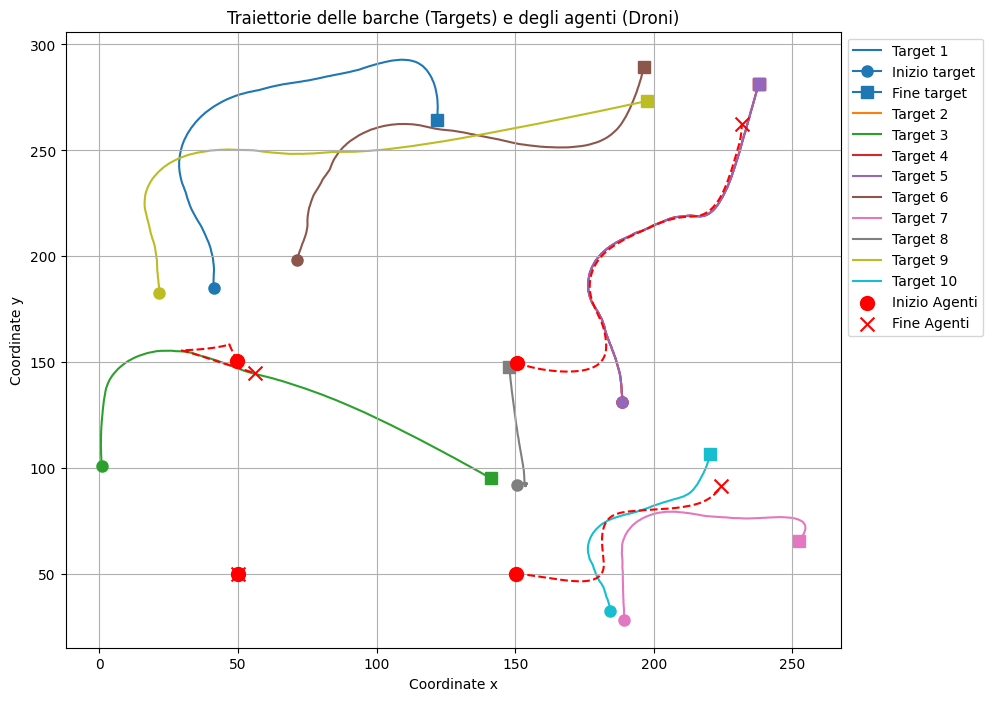 Traiettorie delle barche (Targets) e degli agenti (Droni)
300
250
200
150
100
50
Coordinate y
0
50
100
150
200
250
Coordinate x
Target 1
Inizio target
Fine target
Target 2
Target 3
Target 4
Target 5
Target 6
Target 7
Target 8
Target 9
Target 10
Inizio Agenti
Fine Agenti